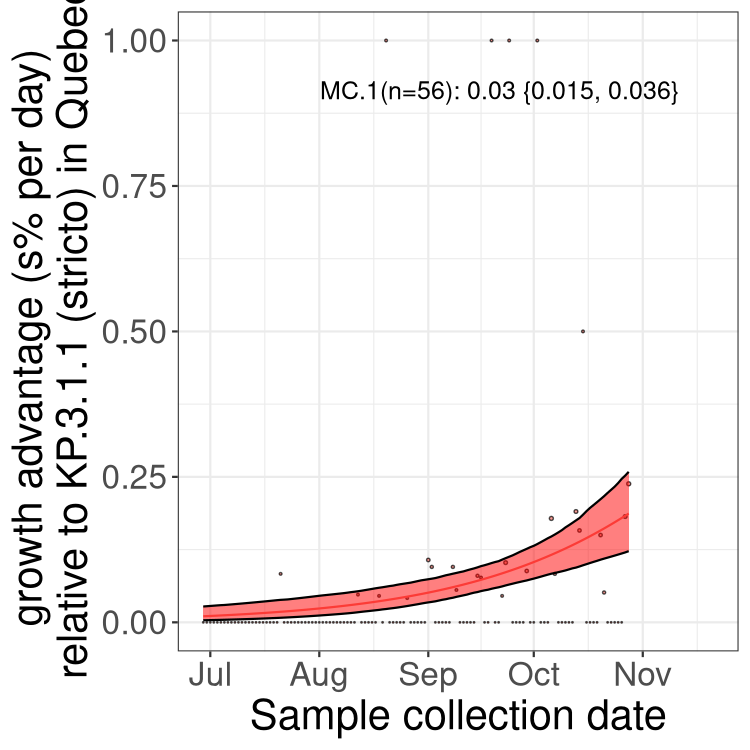 growth advantage (s% per day)
relative to KP.3.1.1 (stricto) in Quebec
1.00
0.75
0.50
0.25
0.00
MC.1(n=56): 0.03 {0.015, 0.036}
Jul Aug Sep Oct Nov
Sample collection date